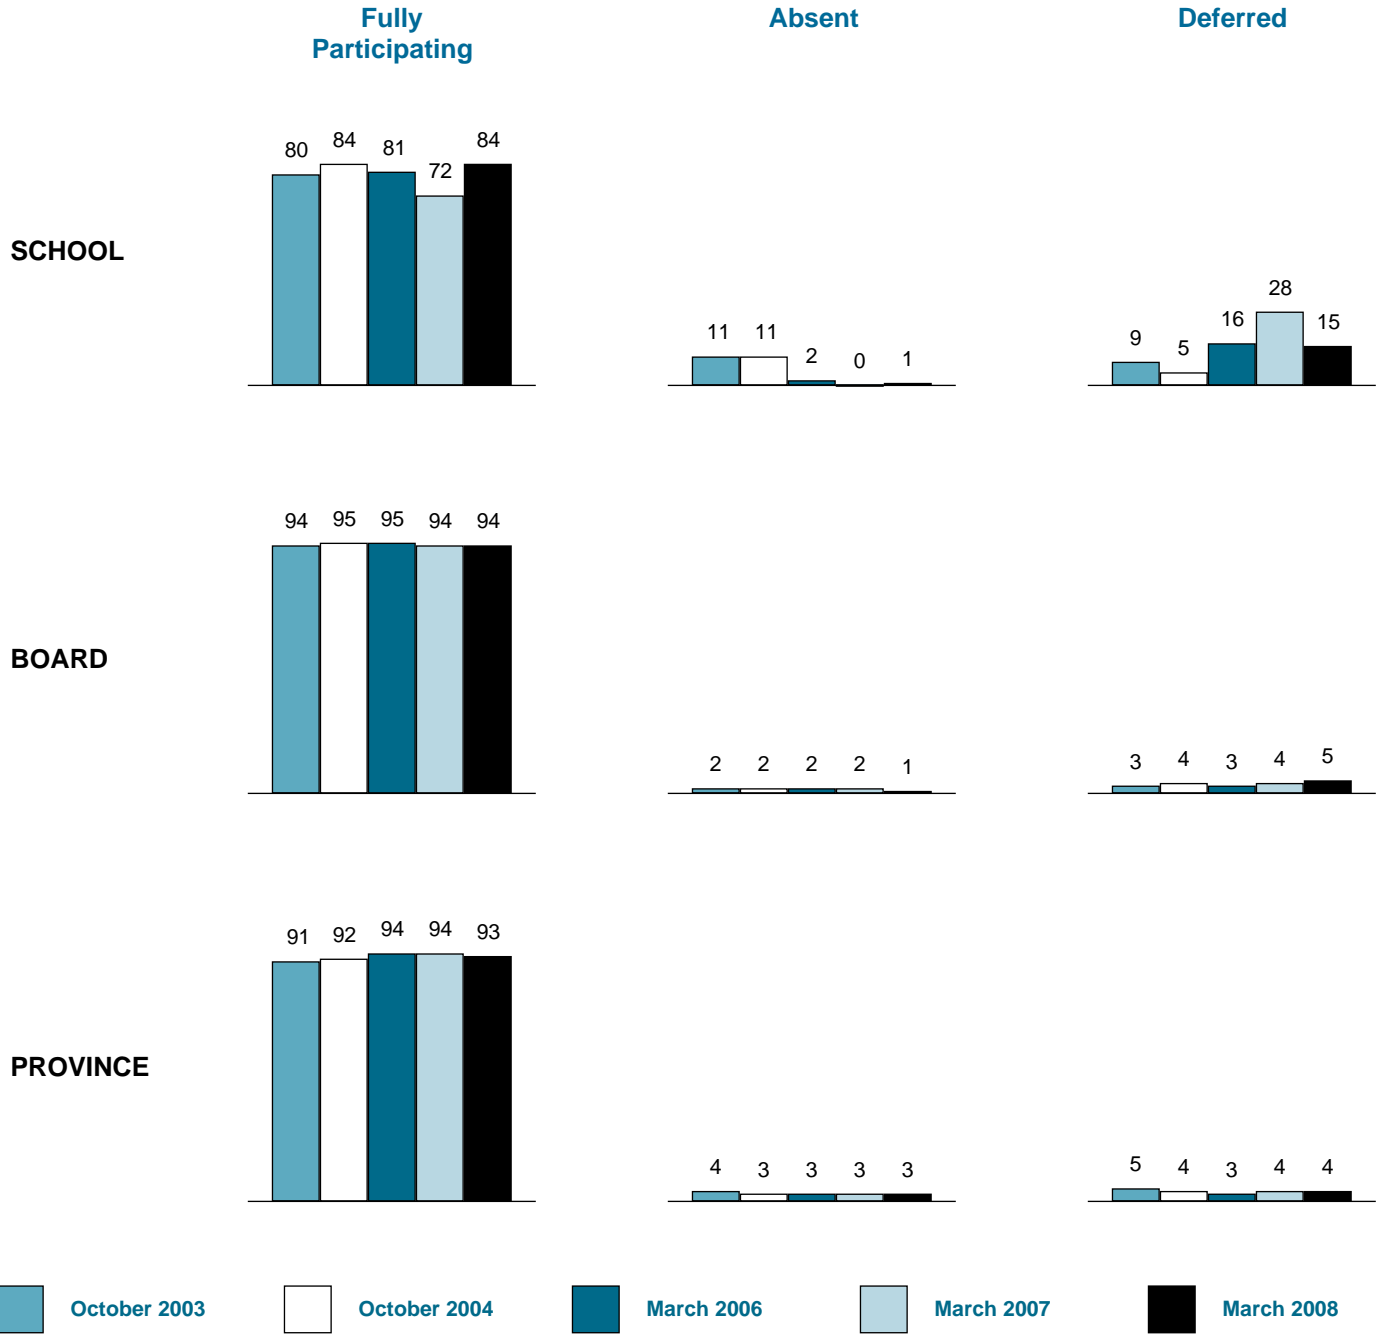 Fully
Participating
Absent
Deferred
SCHOOL
80 84 81 72 84
11 11 2 0 1
9 5 16 28 15
BOARD
94 95 95 94 94
2 2 2 2 1
3 4 3 4 5
PROVINCE
91 92 94 94 93
4 3 3 3 3
5 4 3 4 4
October 2003
October 2004
March 2006
March 2007
March 2008